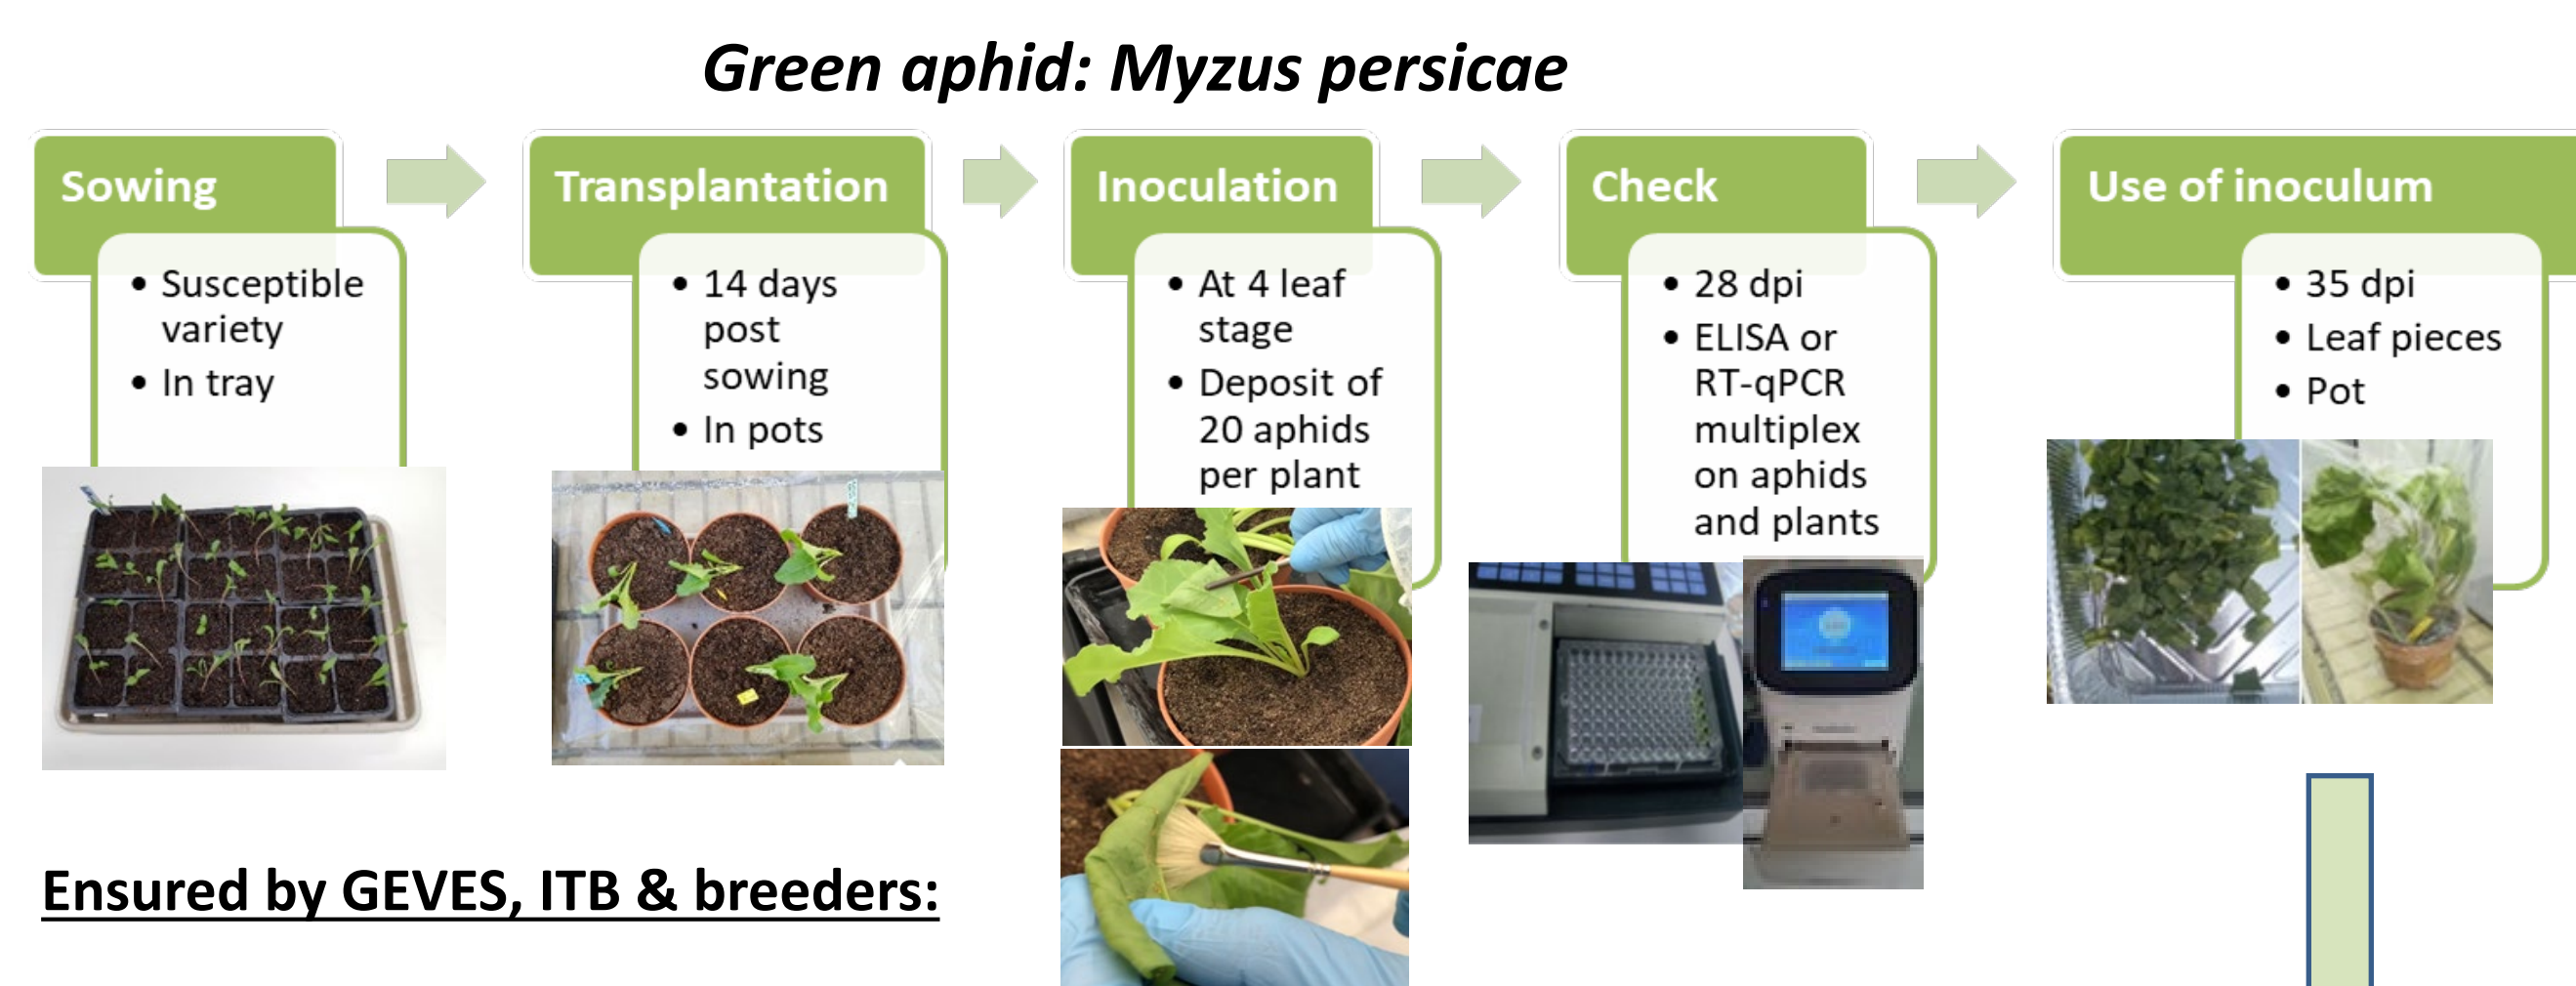 Green aphid: Myzus persicae
Sowing
• Susceptible
variety
• In tray
Transplantation
• 14 days
post
sowing
• In pots
Inoculation
• At 4 leaf
stage
• Deposit of
20 aphids
per plant
Check
• 28 dpi
• ELISA or
RT-qPCR
multiplex
on aphids
and plants
Use of inoculum
• 35 dpi
• Leaf pieces
• Pot
Ensured by GEVES, ITB & breeders: